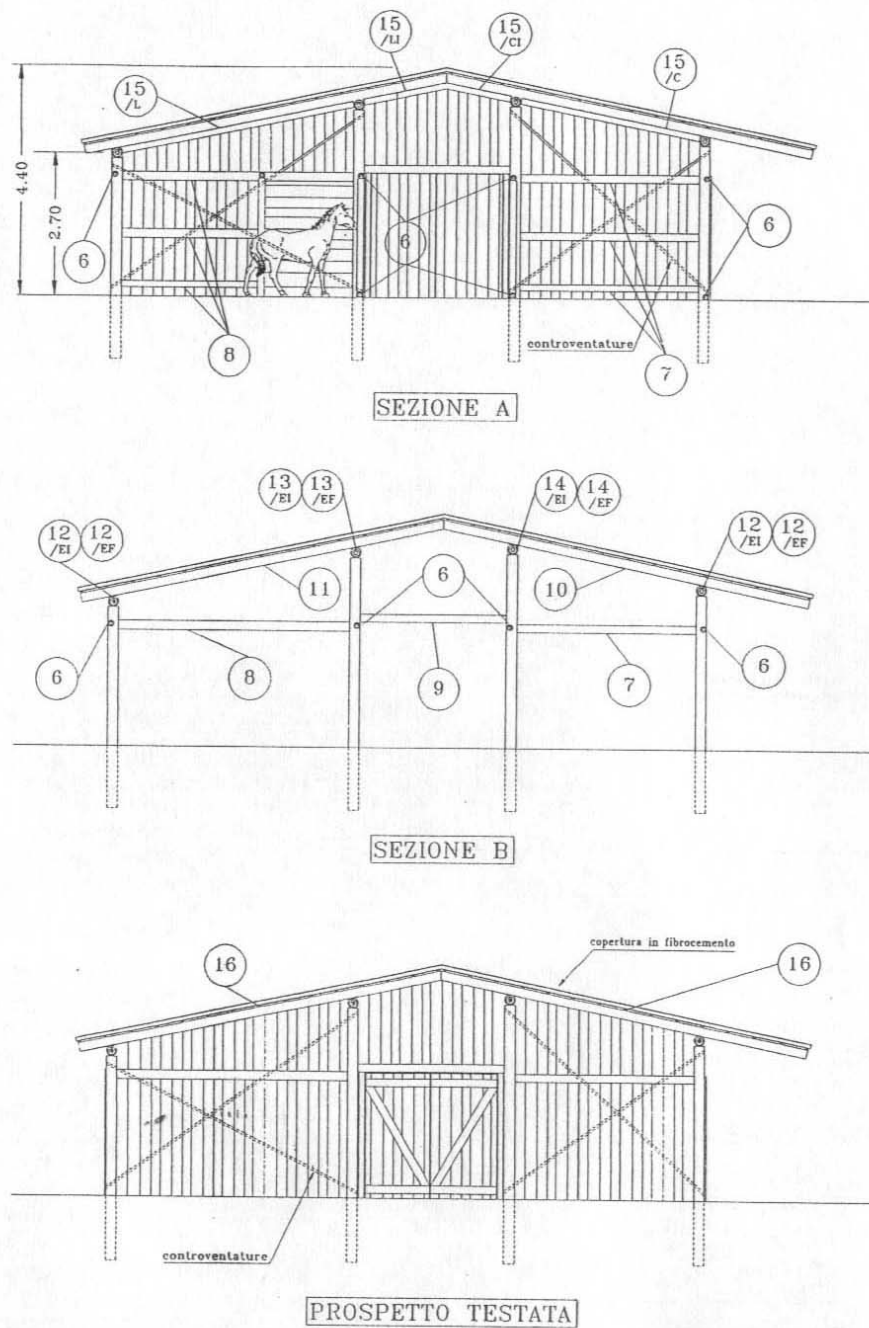 15
/LI
15
/CI
15
/L
15
/C
4.40
2.70
6
6
6
8
controventature
7
SEZIONE A
13
/EI
13
/EF
14
/EI
14
/EF
12
/EI
12
/EF
12
/EI
12
/EF
6
11
10
6
8
9
7
6
SEZIONE B
copertura in fibrocemento
16
16
controventature
PROSPETTO TESTATA